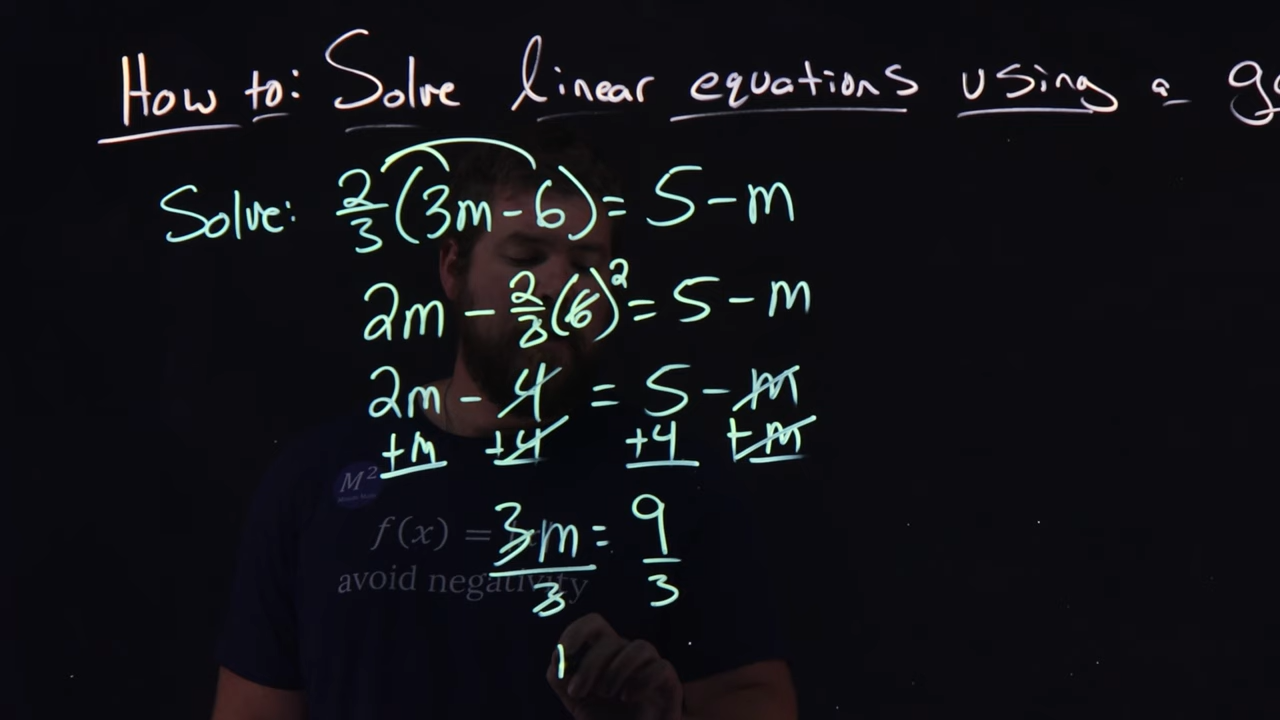 How to: Solve linear equations using a
Solve: 2/3(3m-6)= 5-m
2m - 2/3(6)²= 5-m
2m - 4 = 5-m
+m +4 +4 +m
M²
3m = 9
f(x) =
3 3
avoid negativity